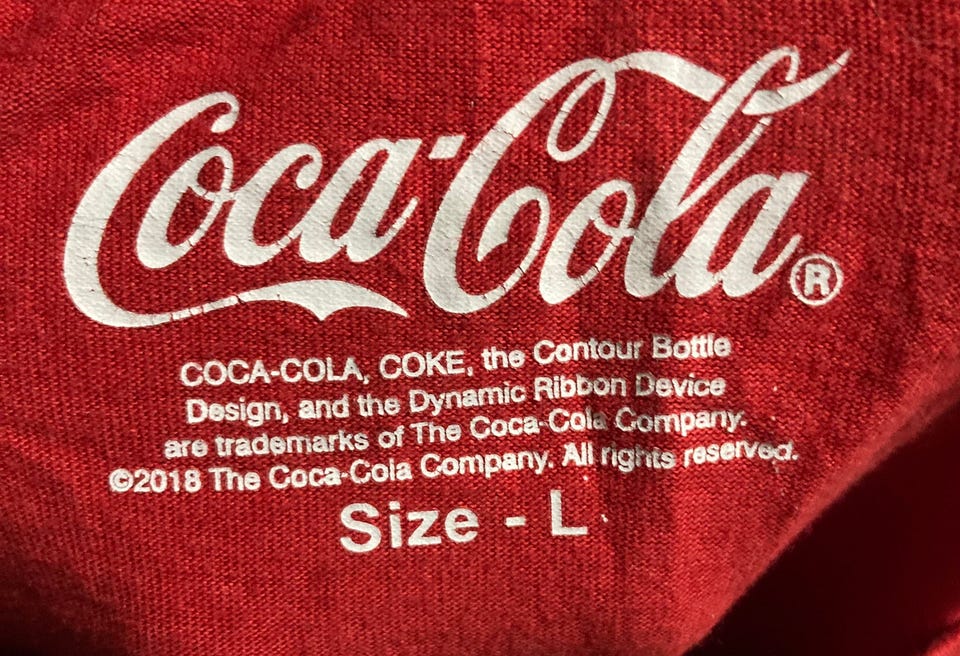 Coca-Cola®
COCA-COLA, COKE, the Contour Bottle
Design, and the Dynamic Ribbon Device
are trademarks of The Coca-Cola Company.
©2018 The Coca-Cola Company. All rights reserved.
Size - L